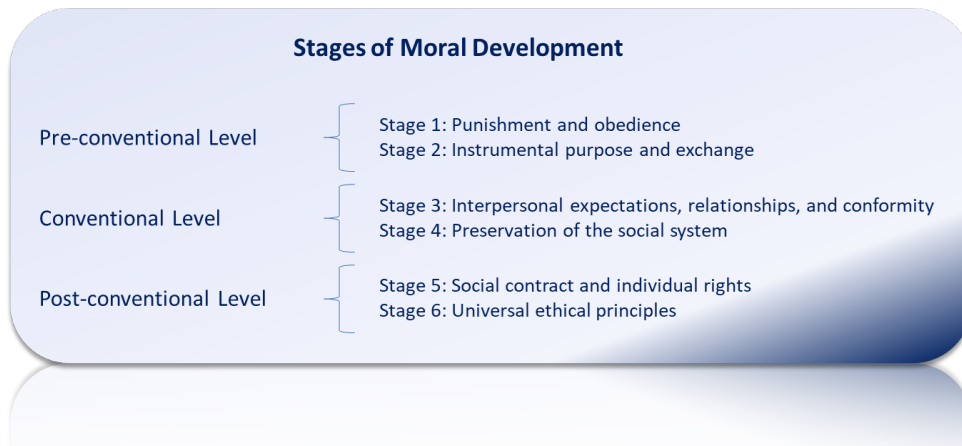 Stages of Moral Development
Pre-conventional Level
Stage 1: Punishment and obedience
Stage 2: Instrumental purpose and exchange
Conventional Level
Stage 3: Interpersonal expectations, relationships, and conformity
Stage 4: Preservation of the social system
Post-conventional Level
Stage 5: Social contract and individual rights
Stage 6: Universal ethical principles